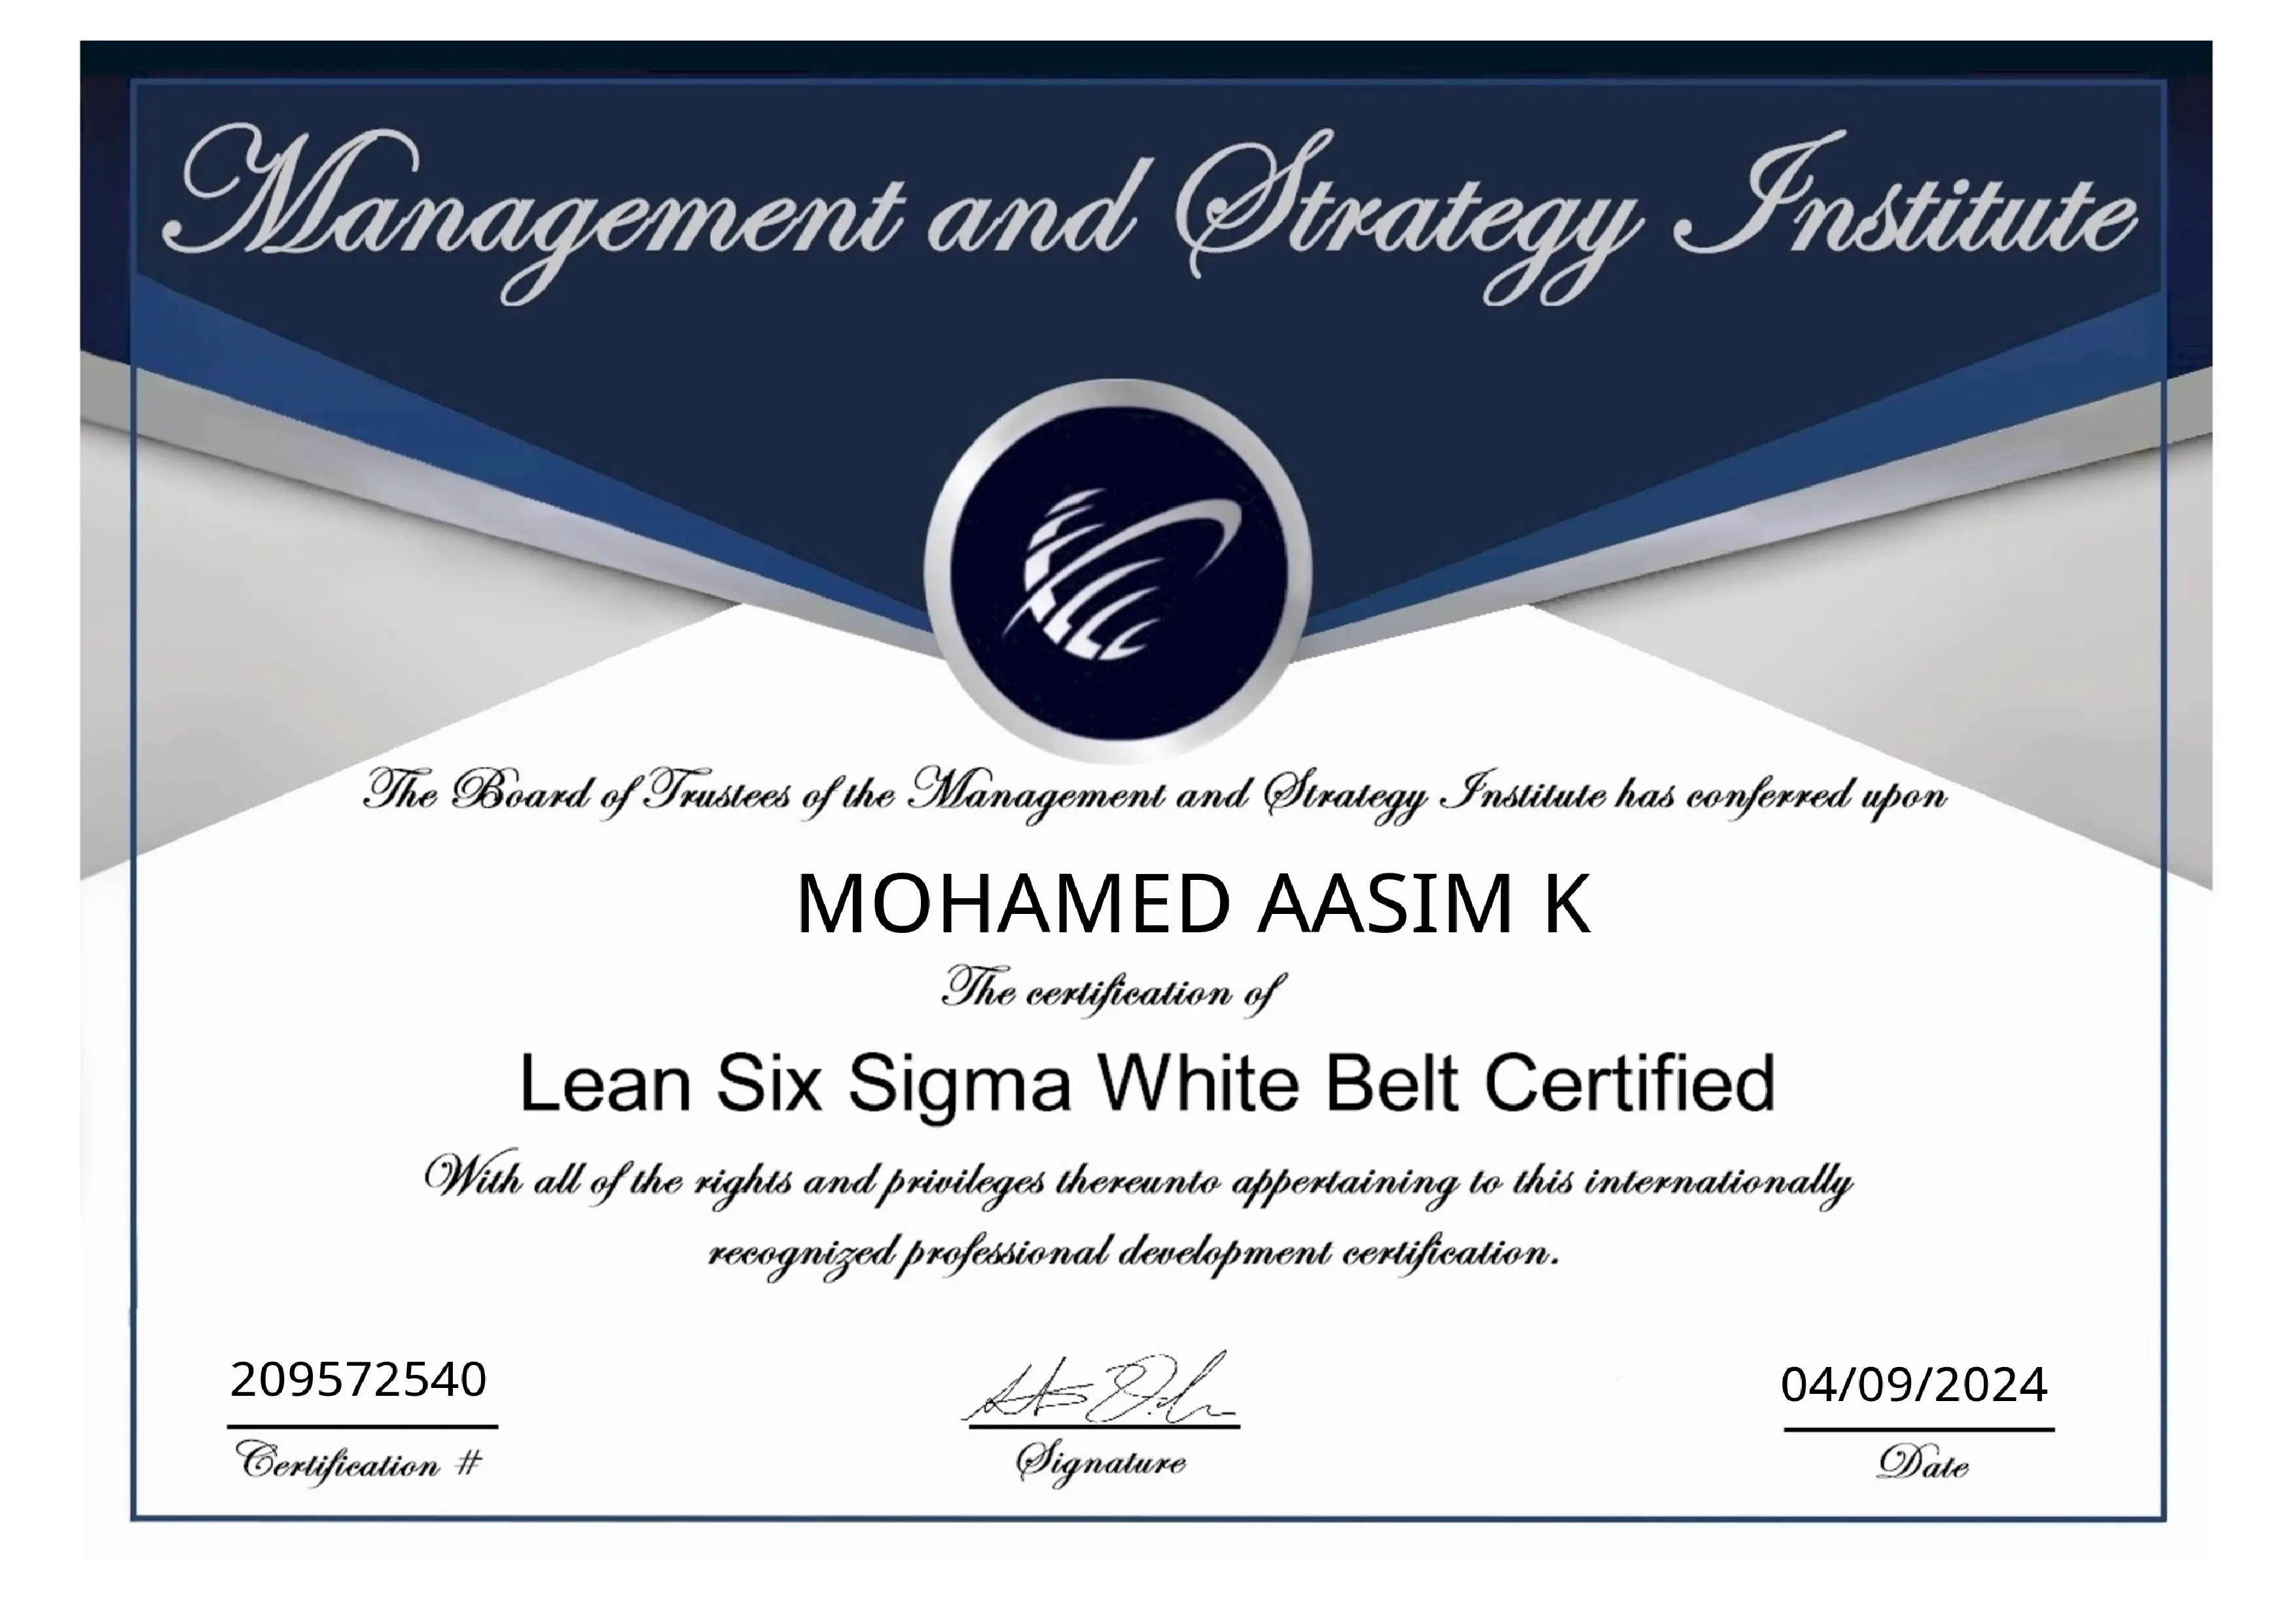 Management and Strategy Institute
The Board of Trustees of the Management and Strategy Institute has conferred upon
MOHAMED AASIM K
The certification of
Lean Six Sigma White Belt Certified
With all of the rights and privileges thereunto appertaining to this internationally
recognized professional development certification.
209572540
Certification #
Signature
04/09/2024
Date